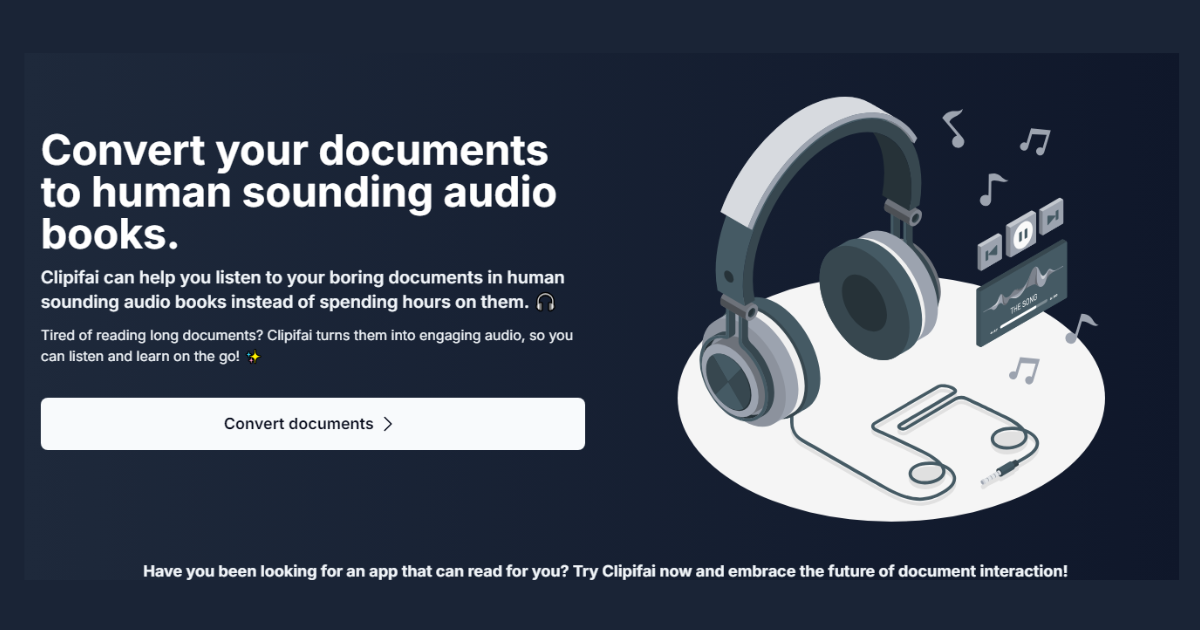 Convert your documents
to human sounding audio
books.
Clipifai can help you listen to your boring documents in human
sounding audio books instead of spending hours on them. 🎧
Tired of reading long documents? Clipifai turns them into engaging audio, so you
can listen and learn on the go! ✨
Convert documents
THE SONG
Have you been looking for an app that can read for you? Try Clipifai now and embrace the future of document interaction!